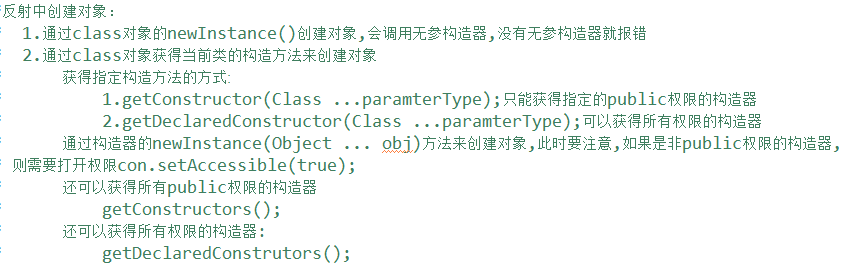 反射中创建对象：
1.通过class对象的newInstance()创建对象,会调用无参构造器,没有无参构造器就报错
2.通过class对象获得当前类的构造方法来创建对象
获得指定构造方法的方式:
1.getConstructor(Class ...paramterType);只能获得指定的public权限的构造器
2.getDeclaredConstructor(Class ...paramterType);可以获得所有权限的构造器
通过构造器的newInstance(Object ... obj)方法来创建对象,此时要注意,如果是非public权限的构造器,
则需要打开权限con.setAccessible(true);
还可以获得所有public权限的构造器
getConstructors();
还可以获得所有权限的构造器:
getDeclaredConstrutors();